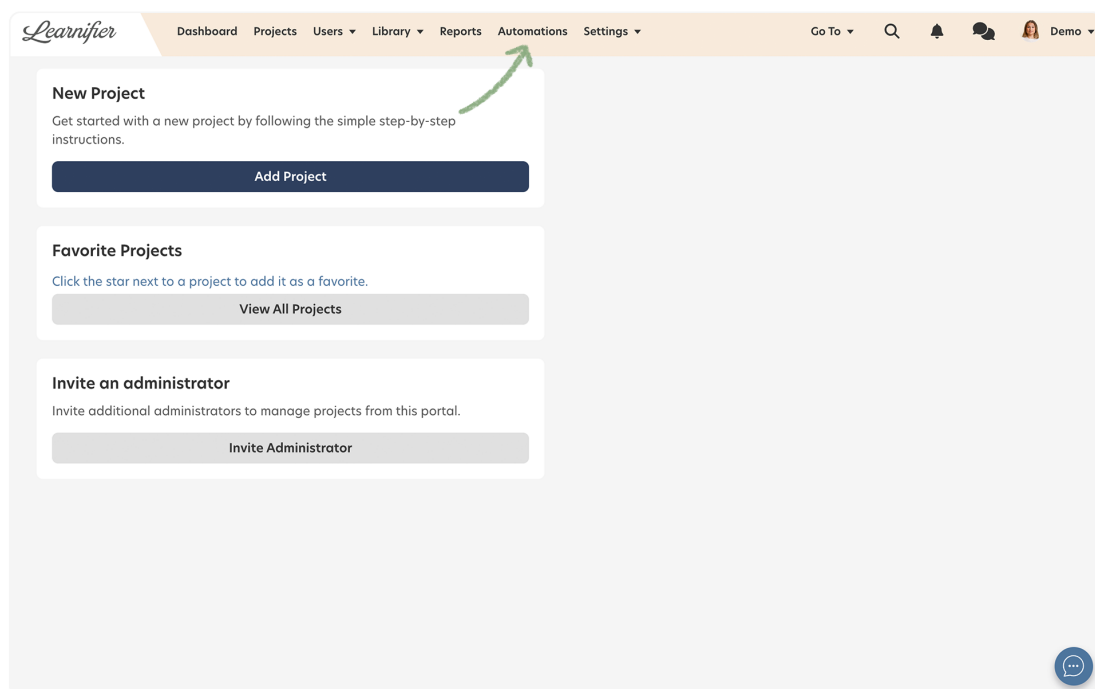 Learnifier
Dashboard Projects Users Library Reports Automations Settings Go To Demo
New Project
Get started with a new project by following the simple step-by-step
instructions.
Add Project
Favorite Projects
Click the star next to a project to add it as a favorite.
View All Projects
Invite an administrator
Invite additional administrators to manage projects from this portal.
Invite Administrator